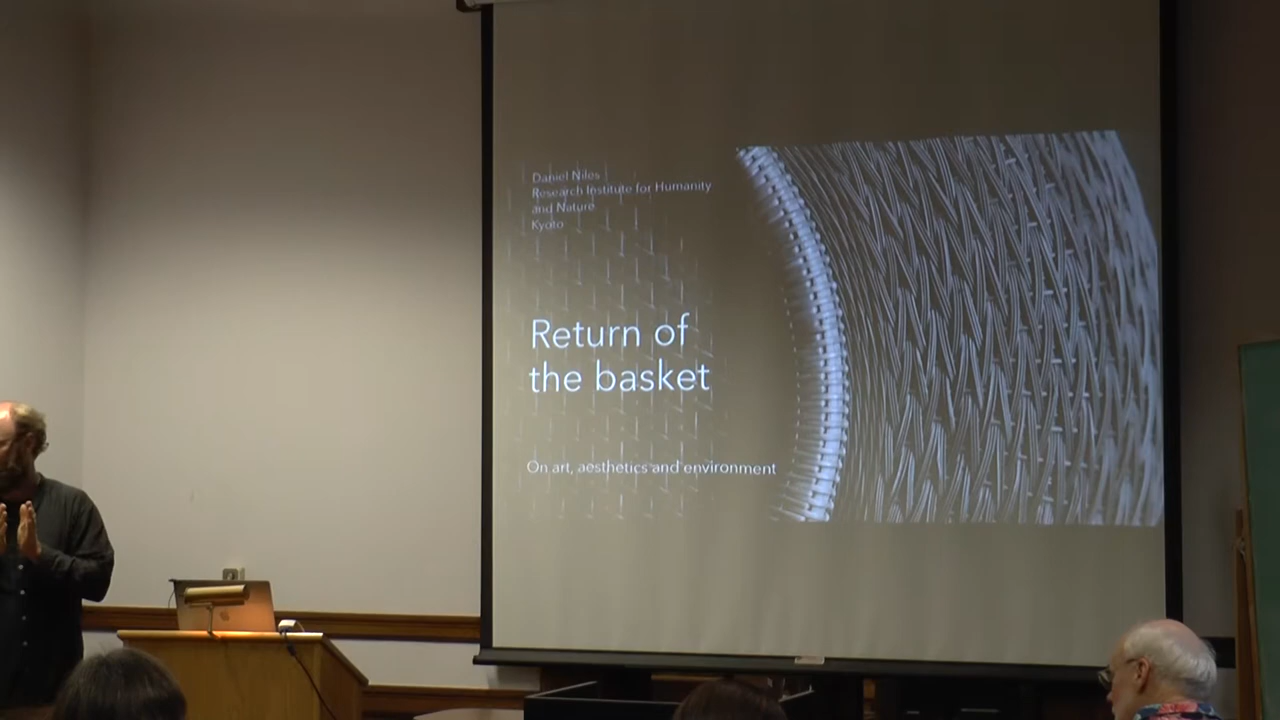 Daniel Niles
Research Institute for Humanity
and Nature
Kyoto
Return of
the basket
On art, aesthetics and environment